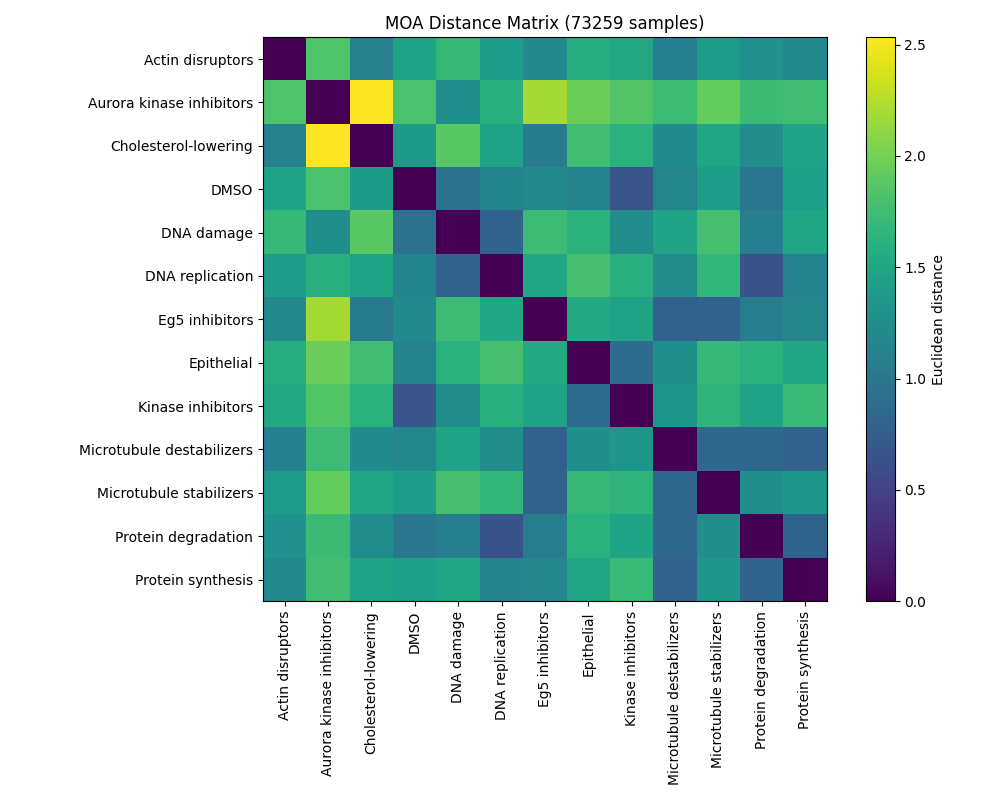 MOA Distance Matrix (73259 samples)
Actin disruptors
Aurora kinase inhibitors
Cholesterol-lowering
DMSO
DNA damage
DNA replication
Eg5 inhibitors
Epithelial
Kinase inhibitors
Microtubule destabilizers
Microtubule stabilizers
Protein degradation
Protein synthesis
Actin disruptors
Aurora kinase inhibitors
Cholesterol-lowering
DMSO
DNA damage
DNA replication
Eg5 inhibitors
Epithelial
Kinase inhibitors
Microtubule destabilizers
Microtubule stabilizers
Protein degradation
Protein synthesis
2.5
2.0
1.5
1.0
0.5
0.0
Euclidean distance